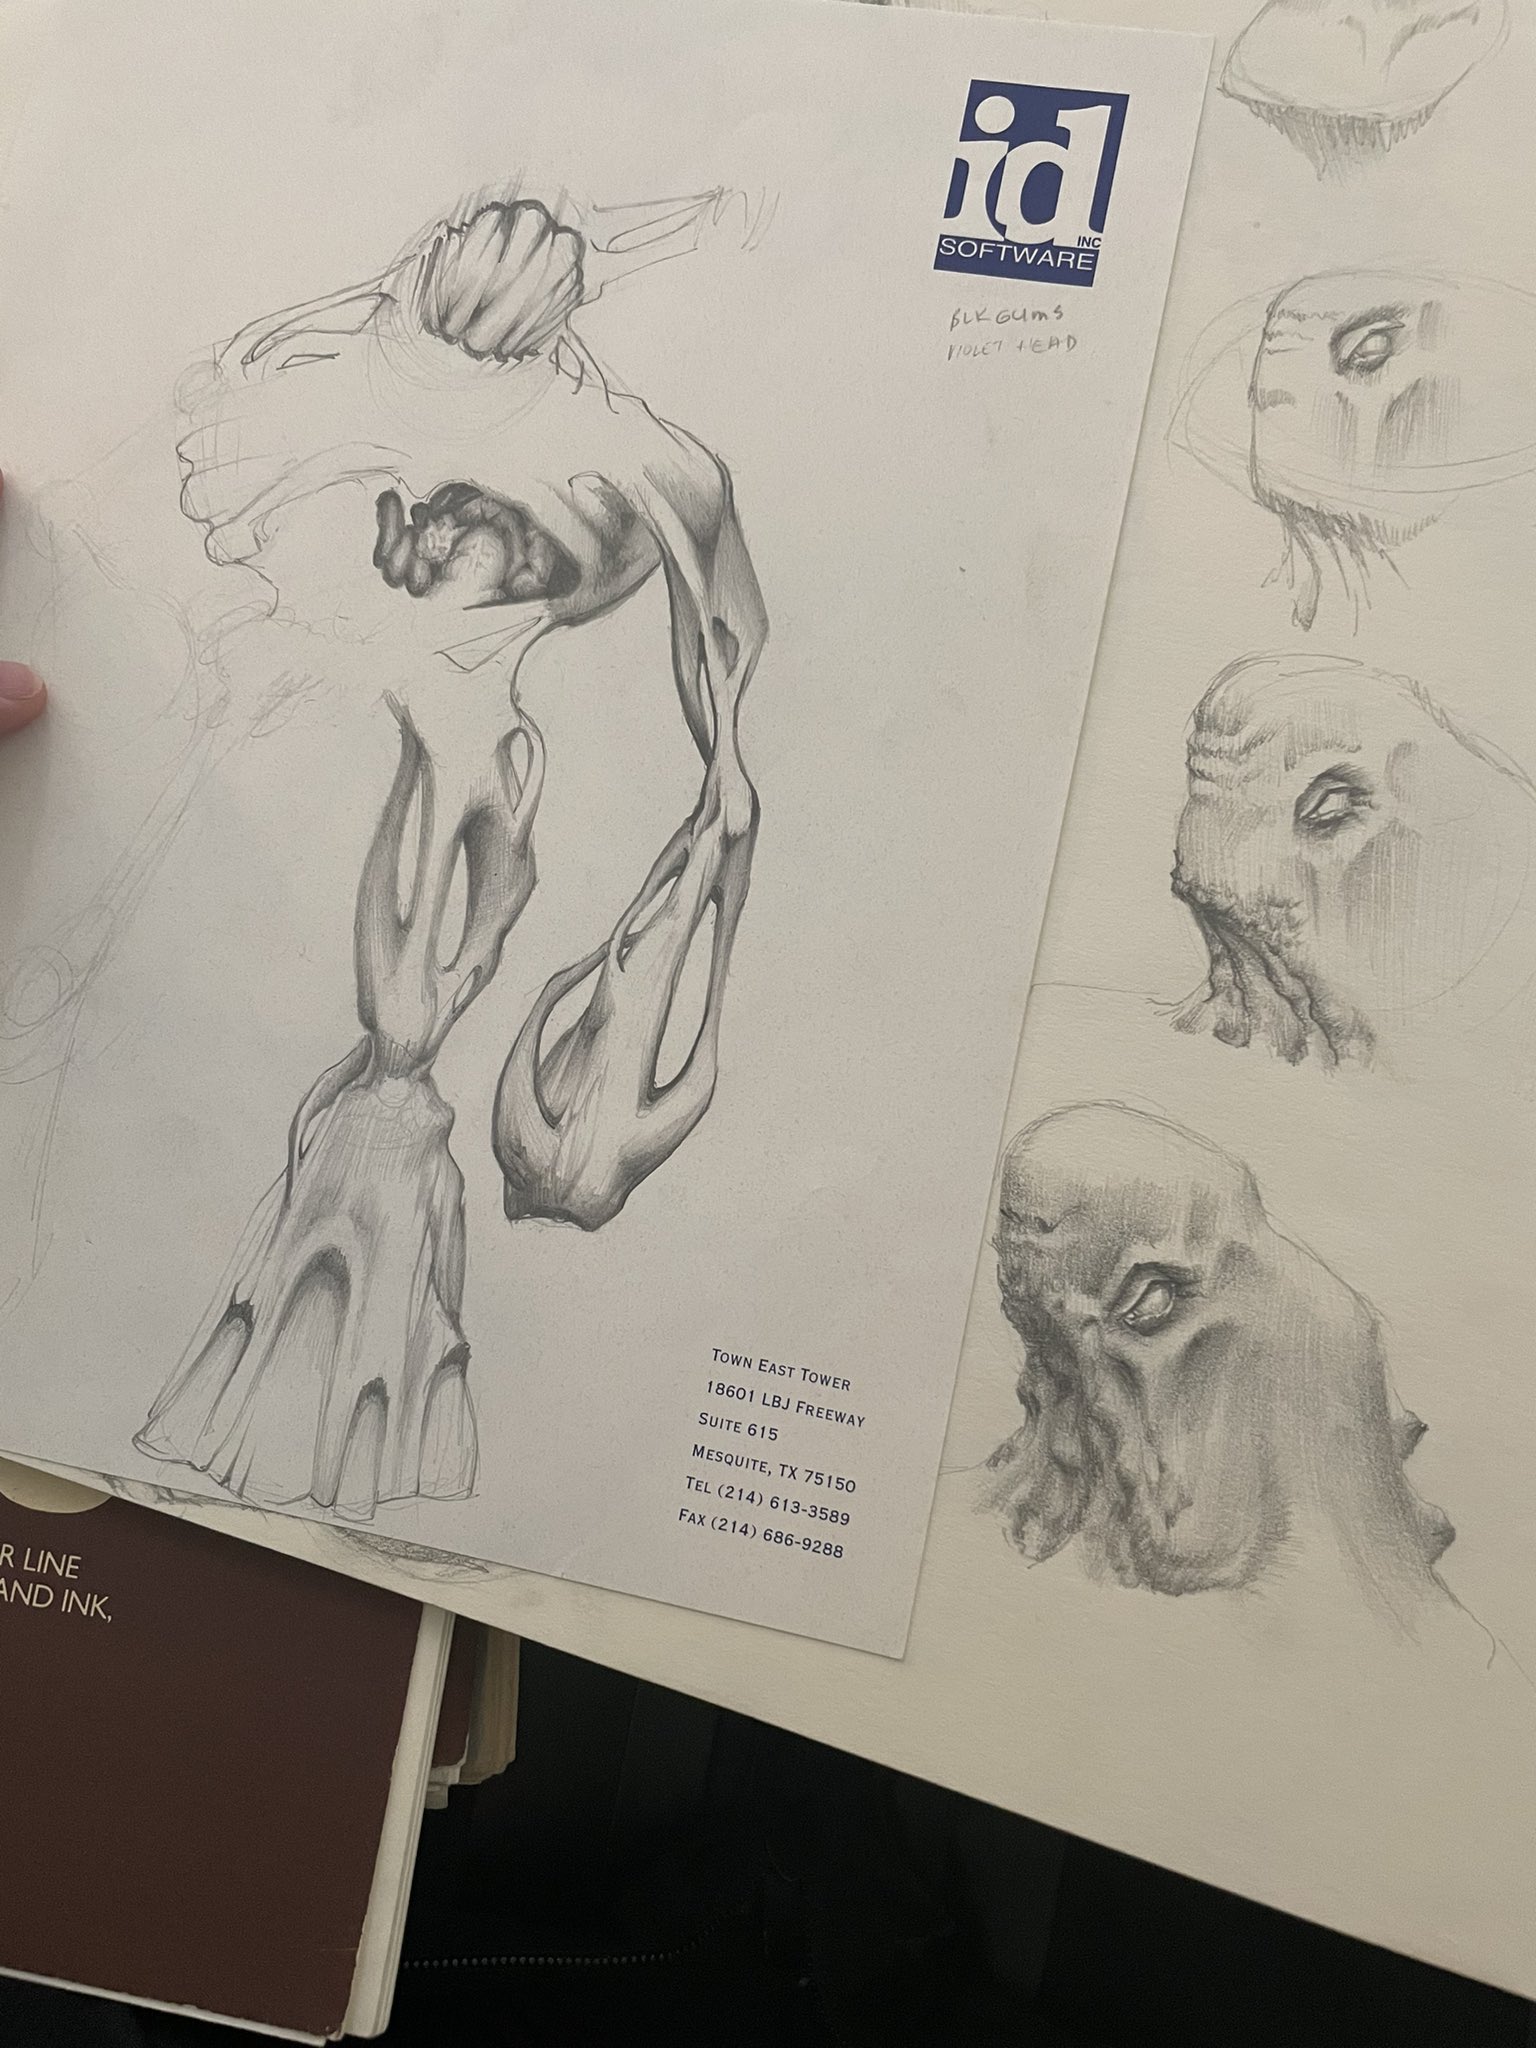 id
INC
SOFTWARE
BLK GUMS
VIOLET HEAD
TOWN EAST TOWER
18601 LBJ FREEWAY
SUITE 615
MESQUITE, TX 75150
TEL (214) 613-3589
FAX (214) 686-9288
R LINE
AND INK,